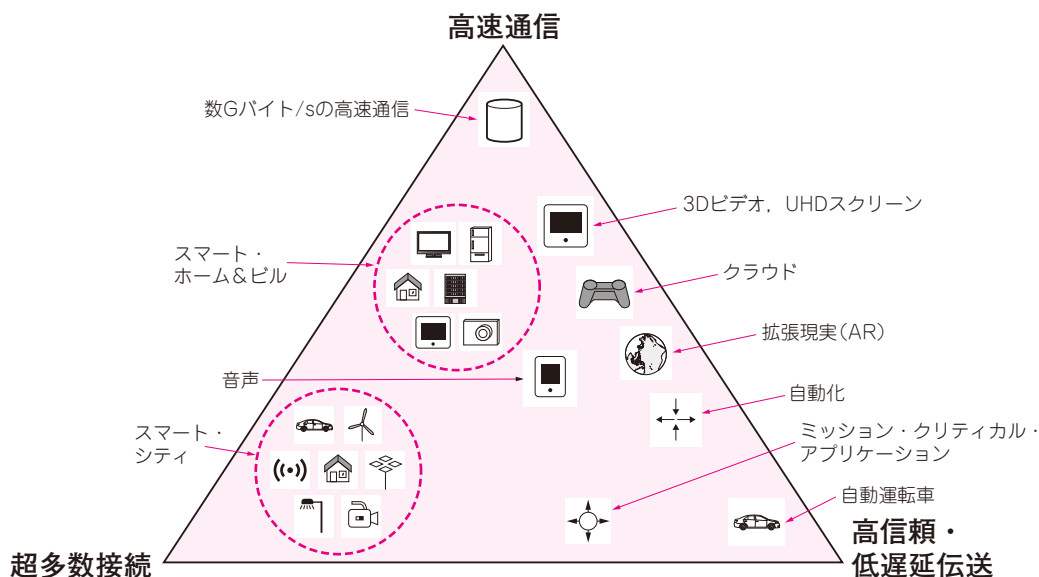 高速通信
数Gバイト/sの高速通信
3Dビデオ，UHDスクリーン
スマート・
ホーム＆ビル
クラウド
拡張現実(AR)
音声
自動化
スマート・
シティ
ミッション・クリティカル・
アプリケーション
自動運転車
超多数接続
高信頼・
低遅延伝送